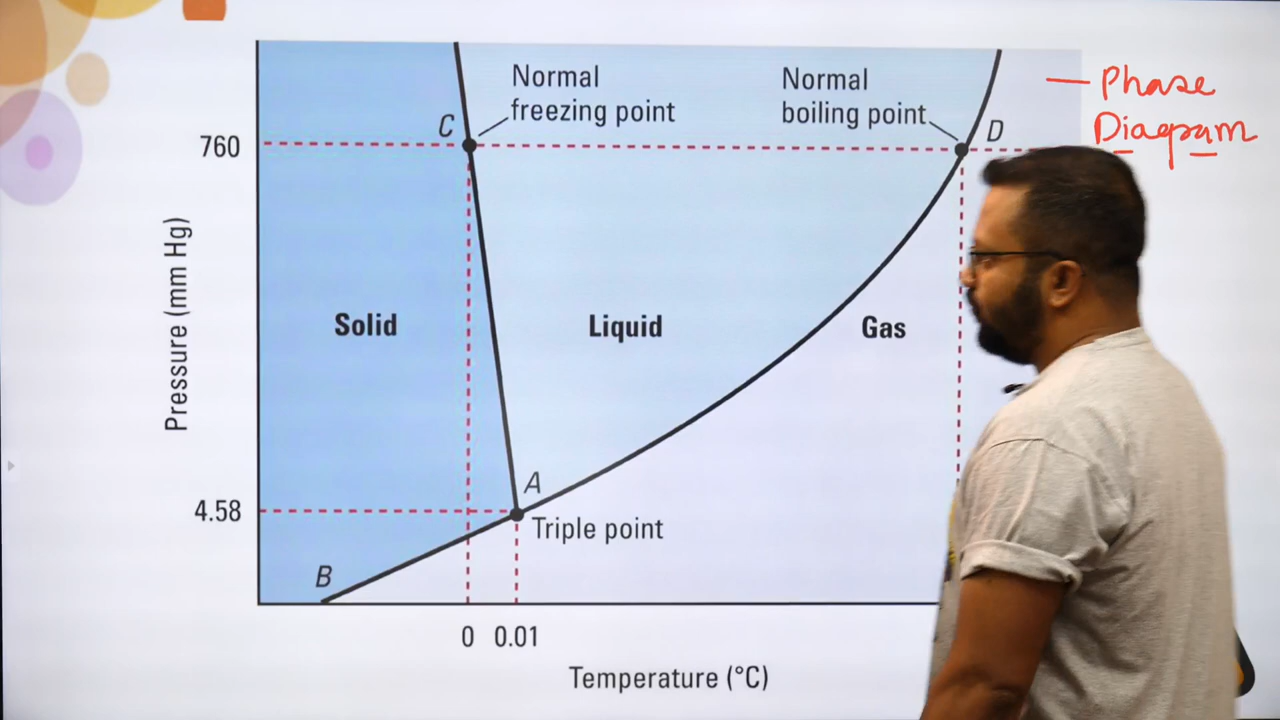 Normal
freezing point
Normal
boiling point
— Phase
Diagram
C
D
760
Pressure (mm Hg)
Solid
Liquid
Gas
A
4.58
Triple point
B
0
0.01
Temperature (°C)